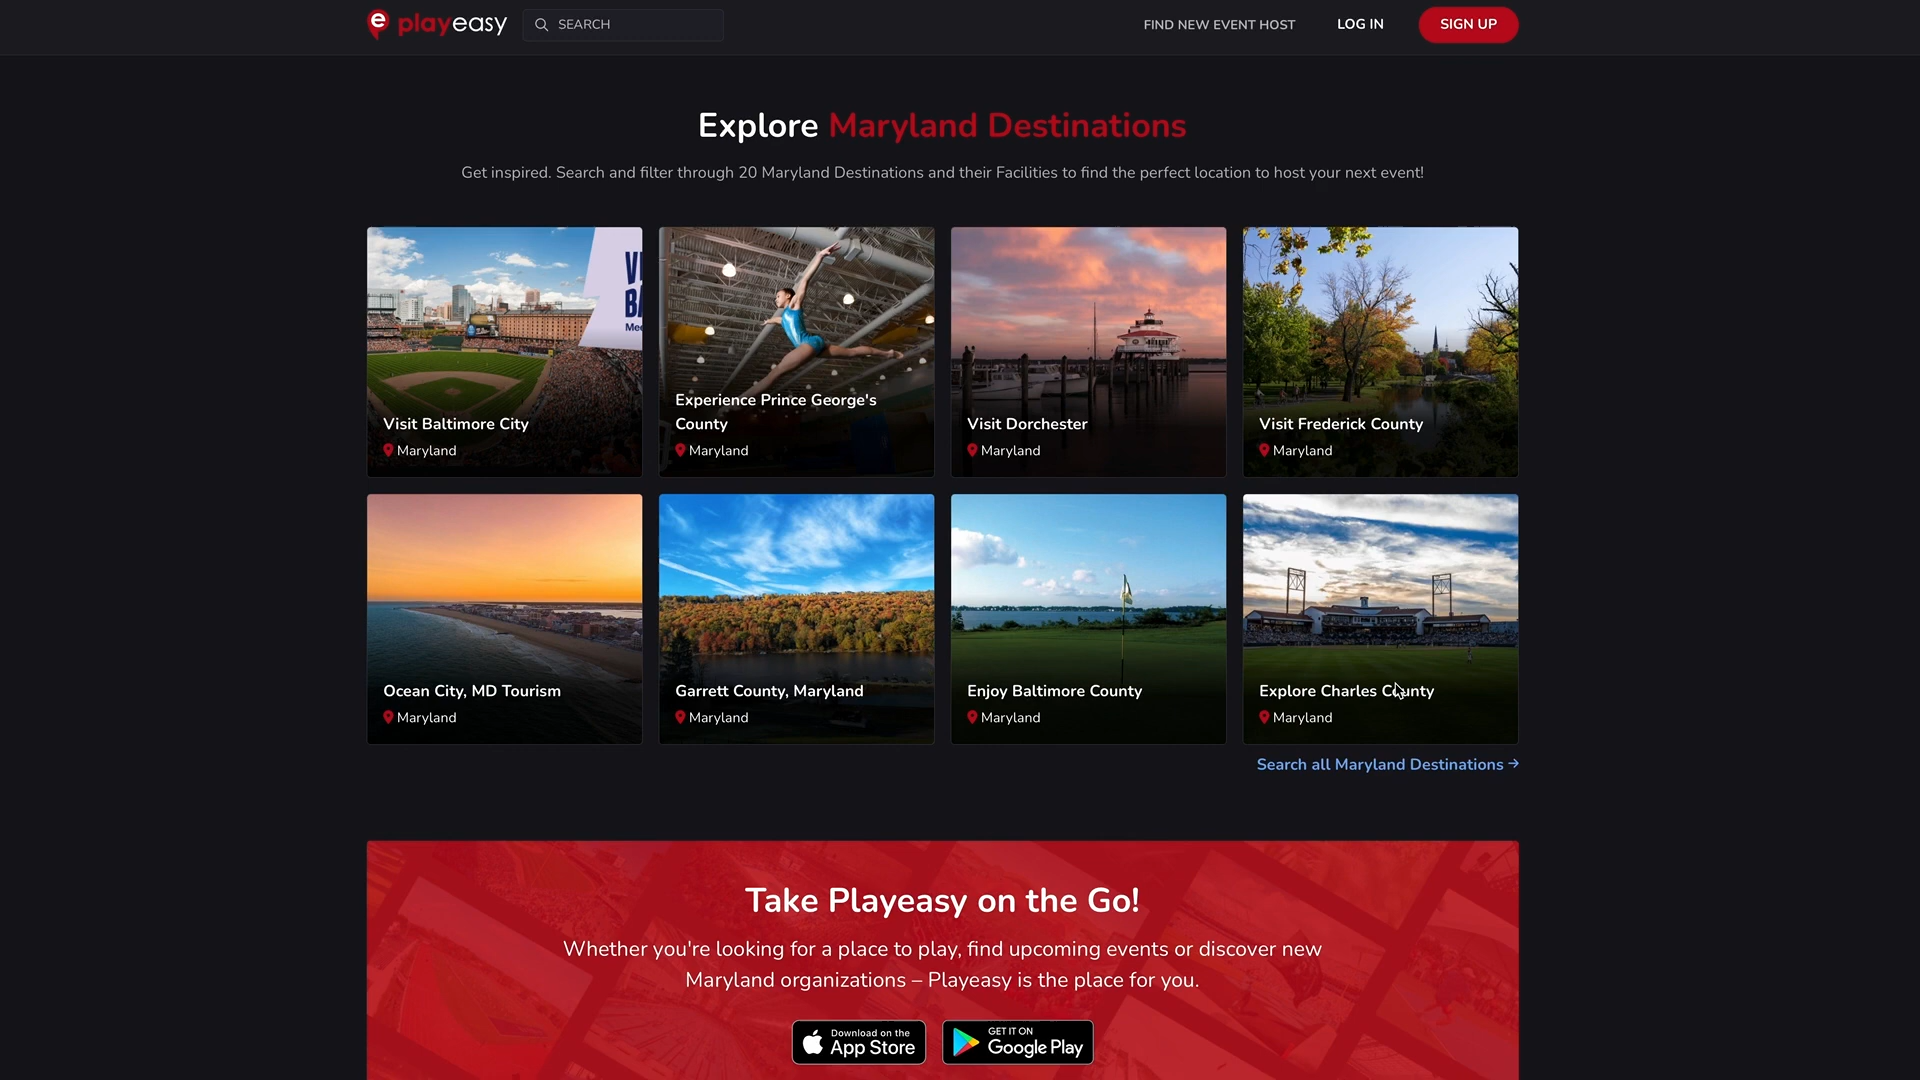 e playeasy
SEARCH
FIND NEW EVENT HOST
LOG IN
SIGN UP
Explore Maryland Destinations
Get inspired. Search and filter through 20 Maryland Destinations and their Facilities to find the perfect location to host your next event!
Visit Baltimore City
Maryland
Experience Prince George's
County
Maryland
Visit Dorchester
Maryland
Visit Frederick County
Maryland
Ocean City, MD Tourism
Maryland
Garrett County, Maryland
Maryland
Enjoy Baltimore County
Maryland
Explore Charles County
Maryland
Search all Maryland Destinations →
Take Playeasy on the Go!
Whether you're looking for a place to play, find upcoming events or discover new
Maryland organizations – Playeasy is the place for you.
Download on the
App Store
GET IT ON
Google Play